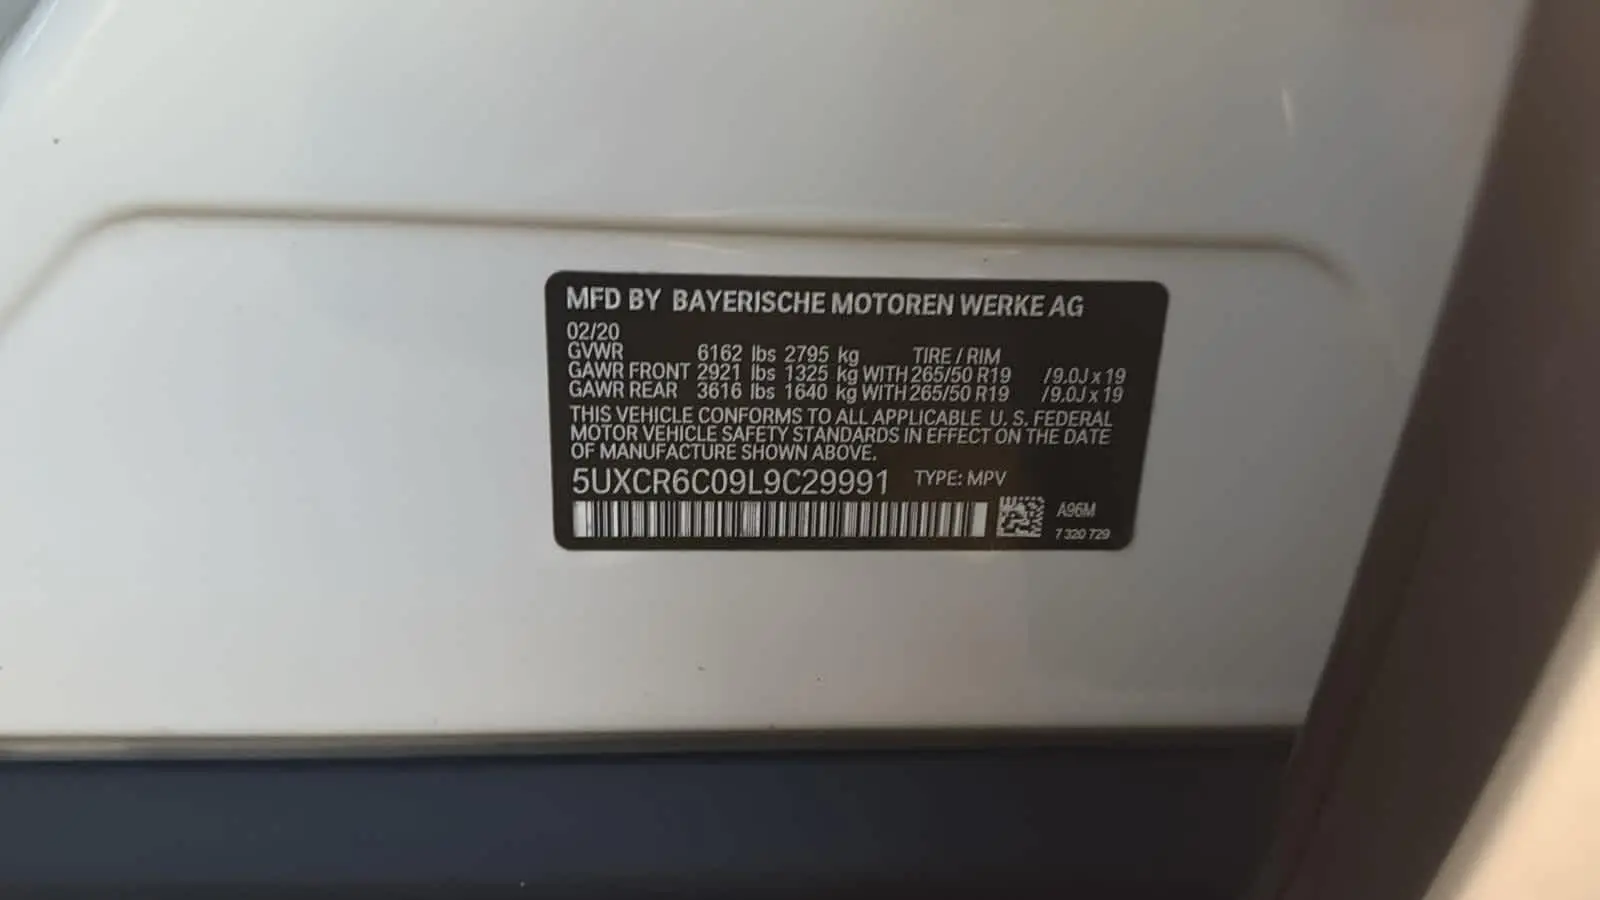 MFD BY BAYERISCHE MOTOREN WERKE AG
02/20
GVWR 6162 lbs 2795 kg TIRE / RIM
GAWR FRONT 2921 lbs 1325 kg WITH 265/50 R19 /9.0J x 19
GAWR REAR 3616 lbs 1640 kg WITH 265/50 R19 /9.0J x 19
THIS VEHICLE CONFORMS TO ALL APPLICABLE U. S. FEDERAL
MOTOR VEHICLE SAFETY STANDARDS IN EFFECT ON THE DATE
OF MANUFACTURE SHOWN ABOVE.
5UXCR6C09L9C29991 TYPE: MPV
A96M
7 320 729